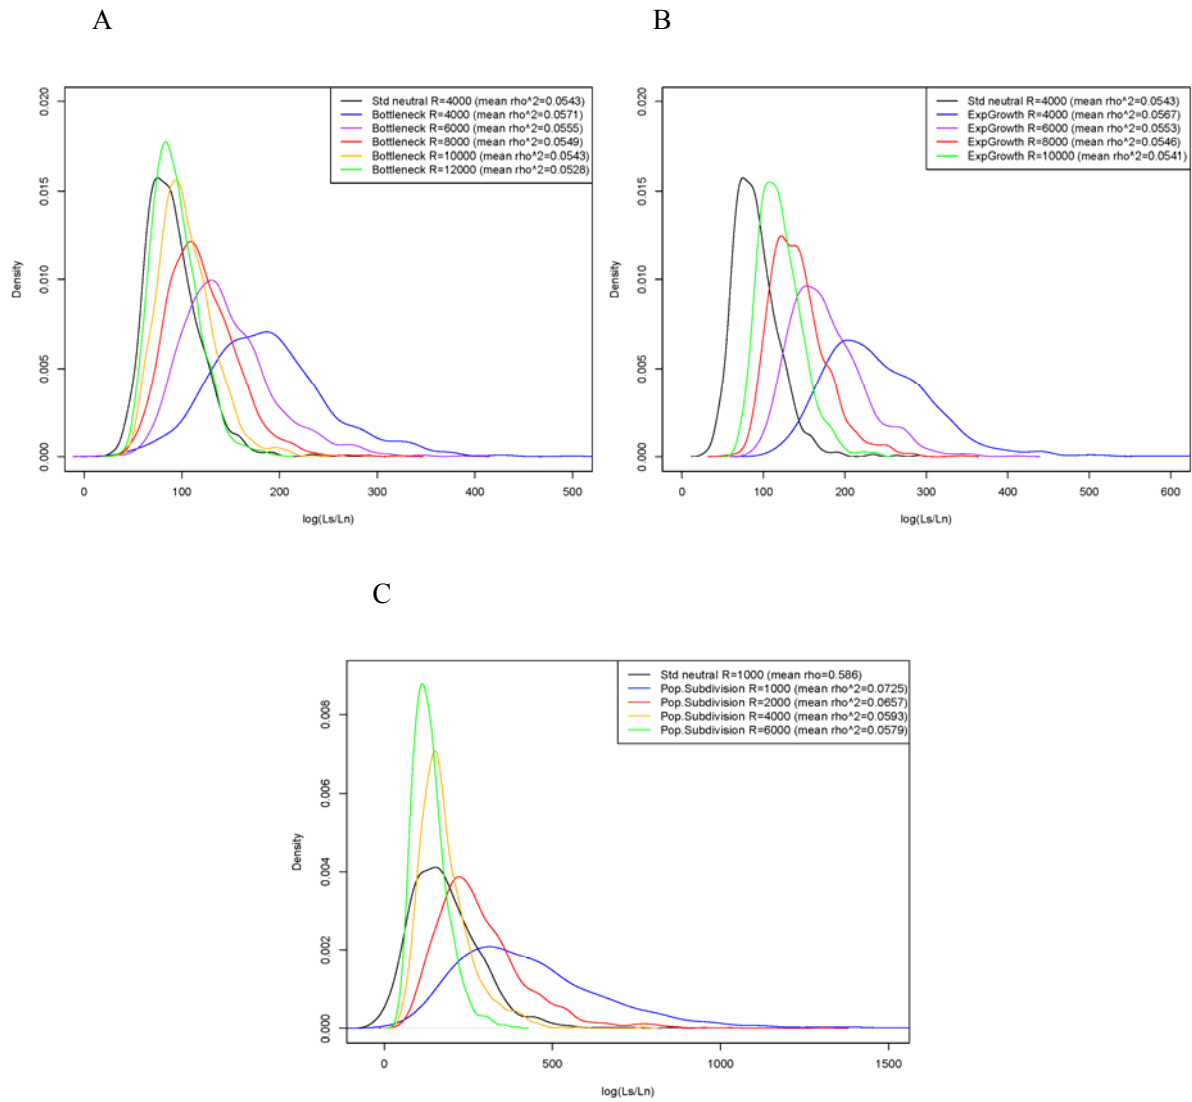 A
B
Std neutral R=4000 (mean rho^2=0.0543)
Bottleneck R=4000 (mean rho^2=0.0571)
Bottleneck R=6000 (mean rho^2=0.0555)
Bottleneck R=8000 (mean rho^2=0.0549)
Bottleneck R=10000 (mean rho^2=0.0543)
Bottleneck R=12000 (mean rho^2=0.0528)
0.020
0.015
0.010
0.005
0.000
Density
0 100 200 300 400 500
log(Ls/Ln)
Std neutral R=4000 (mean rho^2=0.0543)
ExpGrowth R=4000 (mean rho^2=0.0567)
ExpGrowth R=6000 (mean rho^2=0.0553)
ExpGrowth R=8000 (mean rho^2=0.0546)
ExpGrowth R=10000 (mean rho^2=0.0541)
0.020
0.015
0.010
0.005
0.000
Density
0 100 200 300 400 500 600
log(Ls/Ln)
C
Std neutral R=1000 (mean rho=0.586)
Pop.Subdivision R=1000 (mean rho^2=0.0725)
Pop.Subdivision R=2000 (mean rho^2=0.0657)
Pop.Subdivision R=4000 (mean rho^2=0.0593)
Pop.Subdivision R=6000 (mean rho^2=0.0579)
0.008
0.006
0.004
0.002
0.000
Density
0 500 1000 1500
log(Ls/Ln)